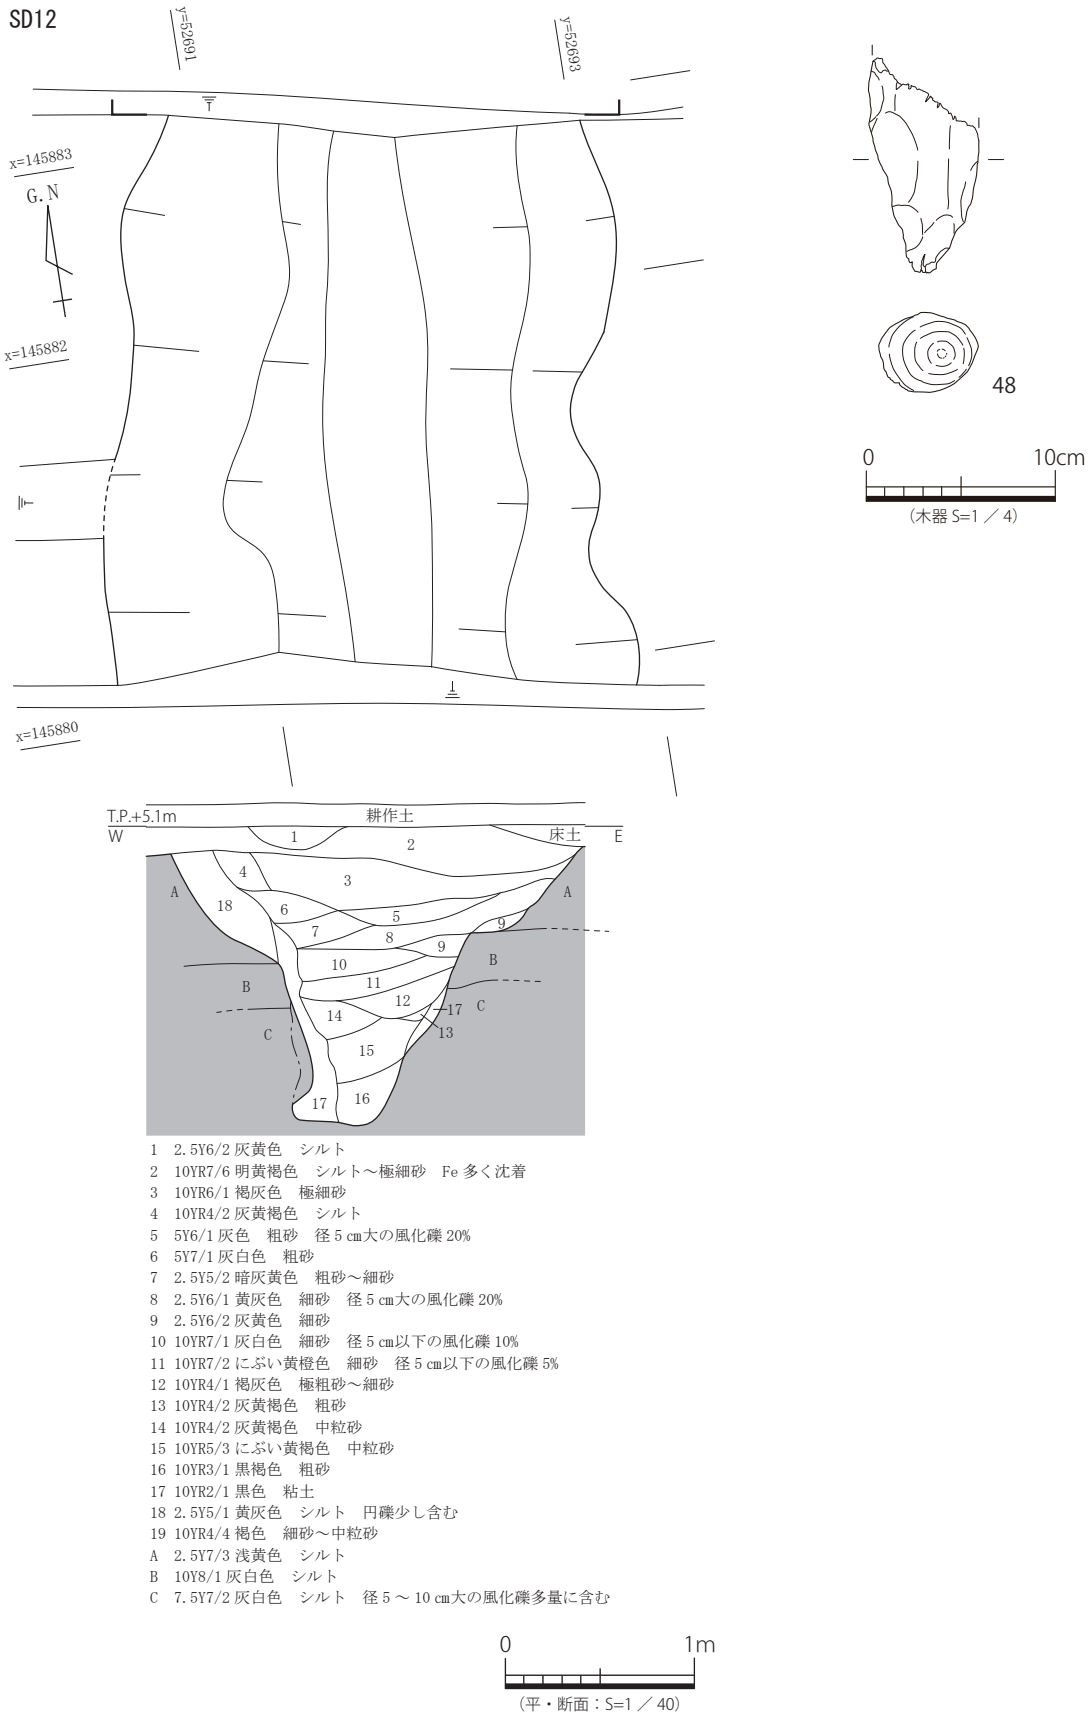 SD12
y=52691
y=52693
x=145883
G.N
x=145882
x=145880
48
0 10cm
(木器 S=1／4)
T.P.+5.1m
耕作土
W
床土
E
1
2
3
4
A
A
18
6
5
7
8
9
9
10
B
B
11
12
14
17
C
13
C
15
16
17
1 2.5Y6/2 灰黄色 シルト
2 10YR7/6 明黄褐色 シルト～極細砂 Fe 多く沈着
3 10YR6/1 褐灰色 極細砂
4 10YR4/2 灰黄褐色 シルト
5 5Y6/1 灰色 粗砂 径 5 ㎝大の風化礫 20%
6 5Y7/1 灰白色 粗砂
7 2.5Y5/2 暗灰黄色 粗砂～細砂
8 2.5Y6/1 黄灰色 細砂 径 5 ㎝大の風化礫 20%
9 2.5Y6/2 灰黄色 細砂
10 10YR7/1 灰白色 細砂 径 5 ㎝以下の風化礫 10%
11 10YR7/2 にぶい黄橙色 細砂 径 5 ㎝以下の風化礫 5%
12 10YR4/1 褐灰色 極粗砂～細砂
13 10YR4/2 灰黄褐色 粗砂
14 10YR4/2 灰黄褐色 中粒砂
15 10YR5/3 にぶい黄褐色 中粒砂
16 10YR3/1 黒褐色 粗砂
17 10YR2/1 黒色 粘土
18 2.5Y5/1 黄灰色 シルト 円礫少し含む
19 10YR4/4 褐色 細砂～中粒砂
A 2.5Y7/3 浅黄色 シルト
B 10Y8/1 灰白色 シルト
C 7.5Y7/2 灰白色 シルト 径 5 ～ 10 ㎝大の風化礫多量に含む
0 1m
(平・断面：S=1／40)